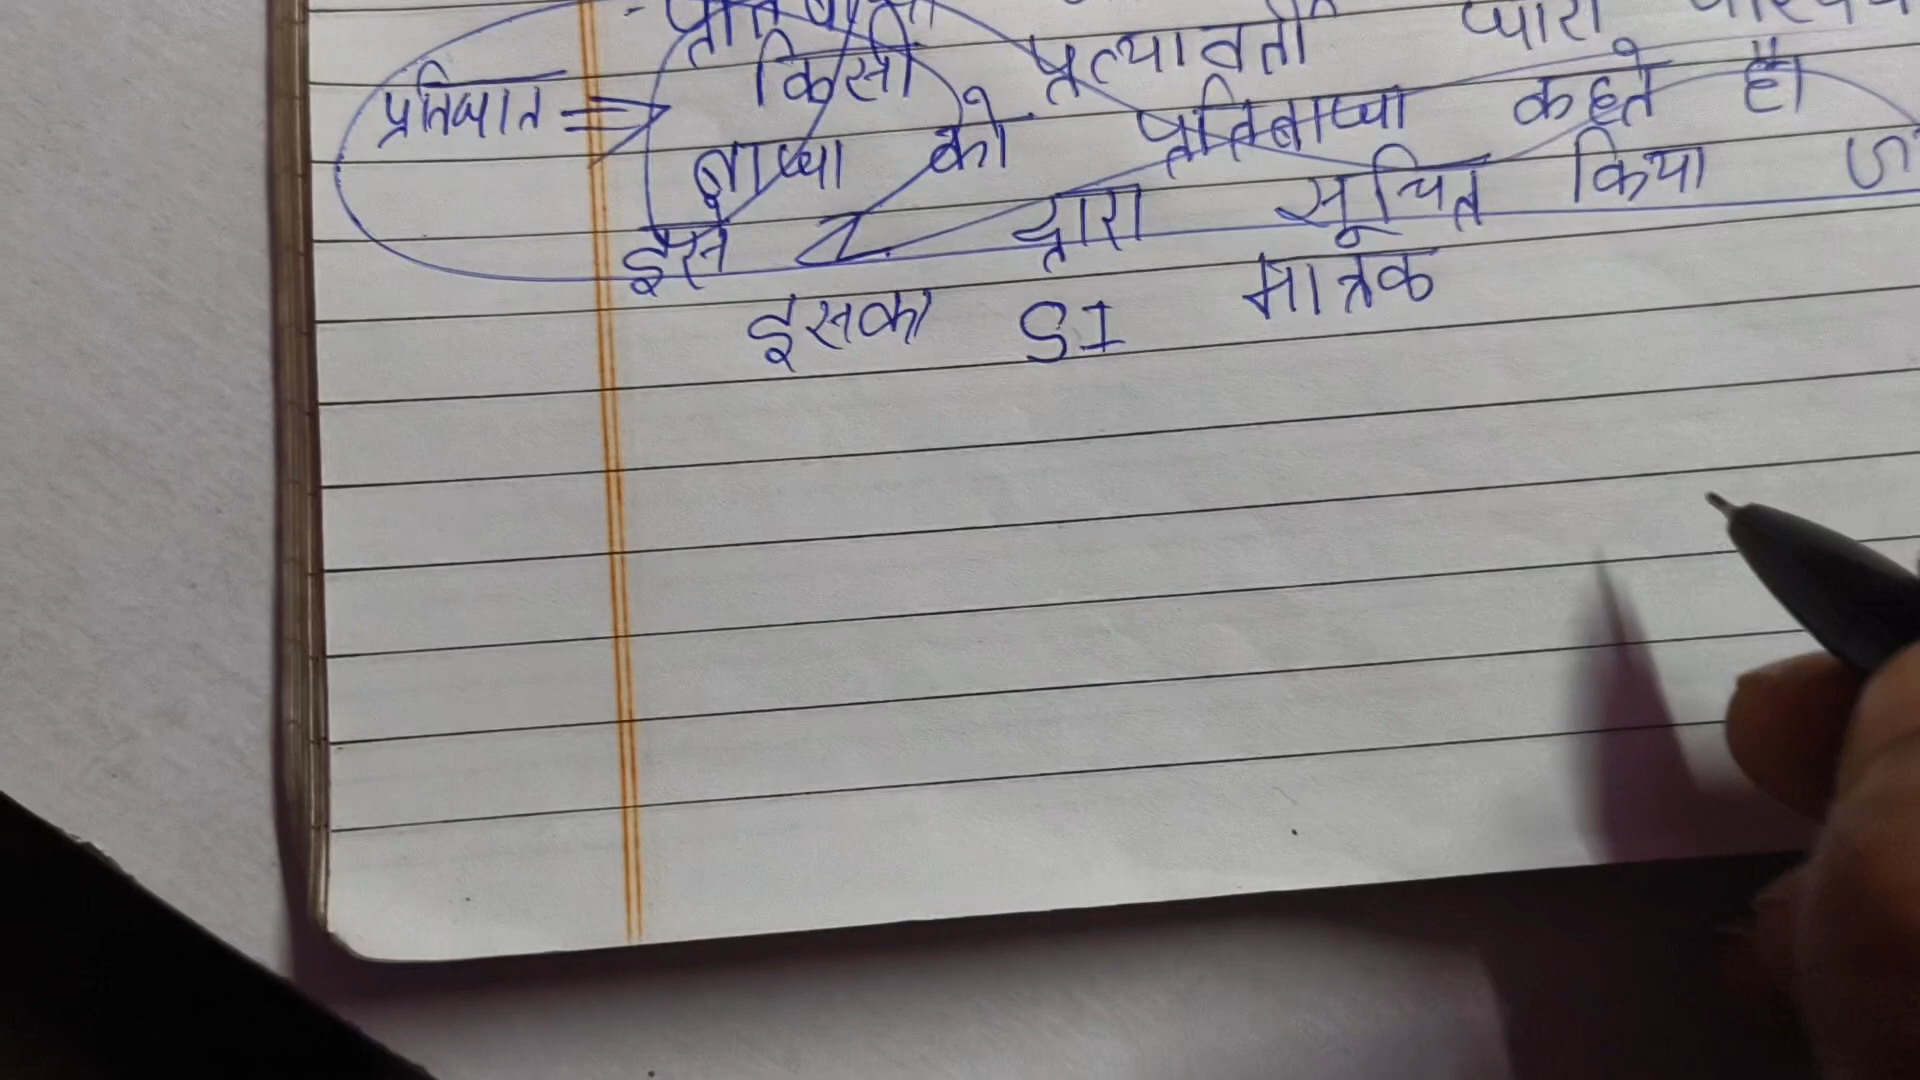 किसी प्रत्यावर्ती
प्रतिबात ⇒ बाध्धा को प्रतिबाध्धा कहते है।
इसे Z द्वारा सूचित किया
इसका SI मात्रक